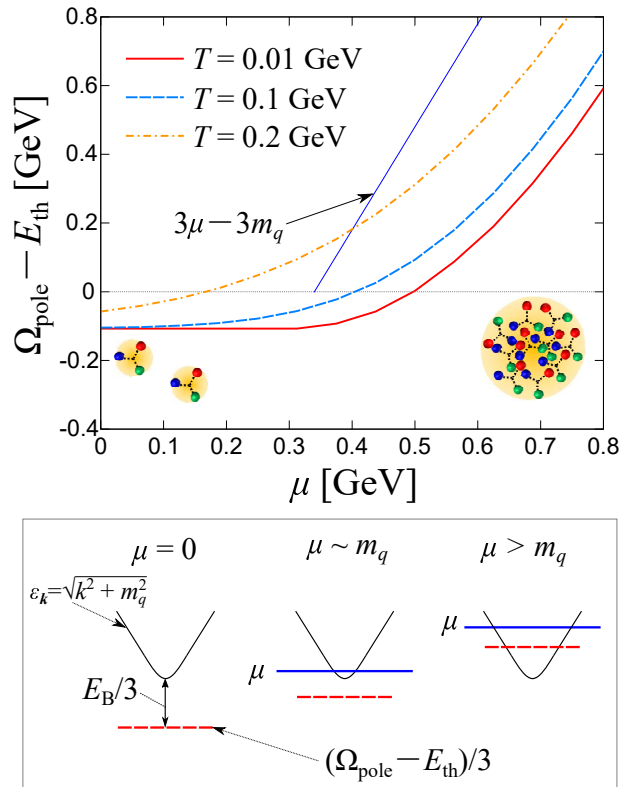 0.8
T = 0.01 GeV
0.6
T = 0.1 GeV
T = 0.2 GeV
0.4
0.2
3μ−3m_q
0
-0.2
-0.4
Ω_pole − E_th [GeV]
0 0.1 0.2 0.3 0.4 0.5 0.6 0.7 0.8
μ [GeV]
μ = 0 μ ~ m_q μ > m_q
ε_k=√(k² + m_q²)
μ
μ
E_B/3
(Ω_pole − E_th)/3